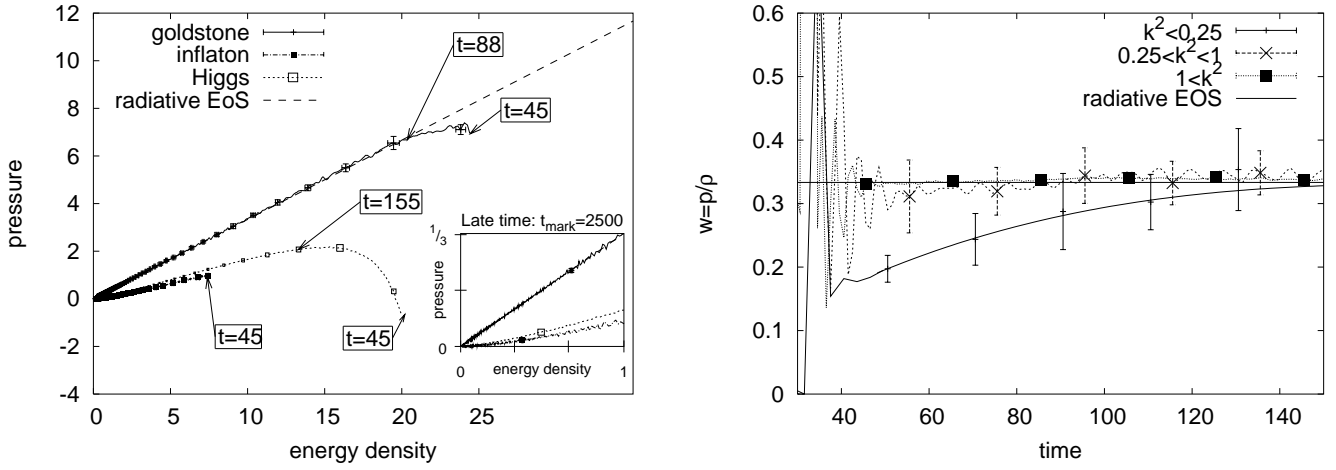 goldstone
inflaton
Higgs
radiative EoS
t=88
t=45
t=155
t=45
t=45
Late time: t_mark=2500
1/3
pressure
0
0 1
energy density
12
10
8
6
4
2
0
-2
-4
pressure
0 5 10 15 20 25
energy density
k²<0.25
0.25<k²<1
1<k²
radiative EOS
0.6
0.5
0.4
0.3
0.2
0.1
0
w=p/ρ
40 60 80 100 120 140
time